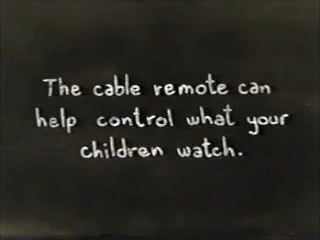 The cable remote can
help control what your
children watch.